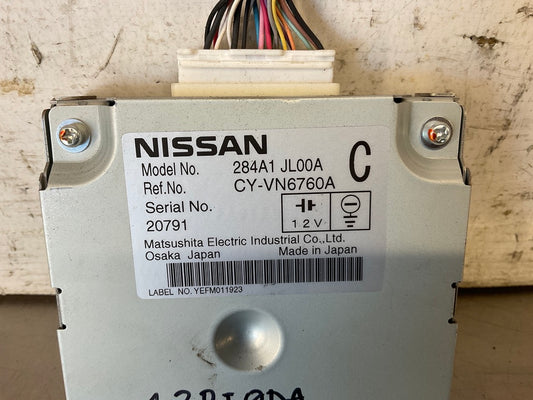 NISSAN
Model No. 284A1 JL00A C
Ref.No. CY-VN6760A
Serial No.
20791
12V
Matsushita Electric Industrial Co.,Ltd.
Osaka Japan Made in Japan
LABEL NO. YEFM011923